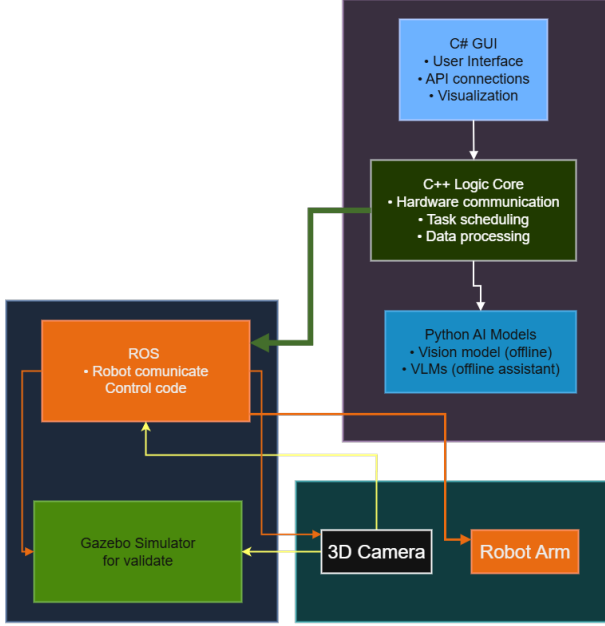 C# GUI
• User Interface
• API connections
• Visualization
C++ Logic Core
• Hardware communication
• Task scheduling
• Data processing
Python AI Models
• Vision model (offline)
• VLMs (offline assistant)
ROS
• Robot comunicate
Control code
Gazebo Simulator
for validate
3D Camera
Robot Arm